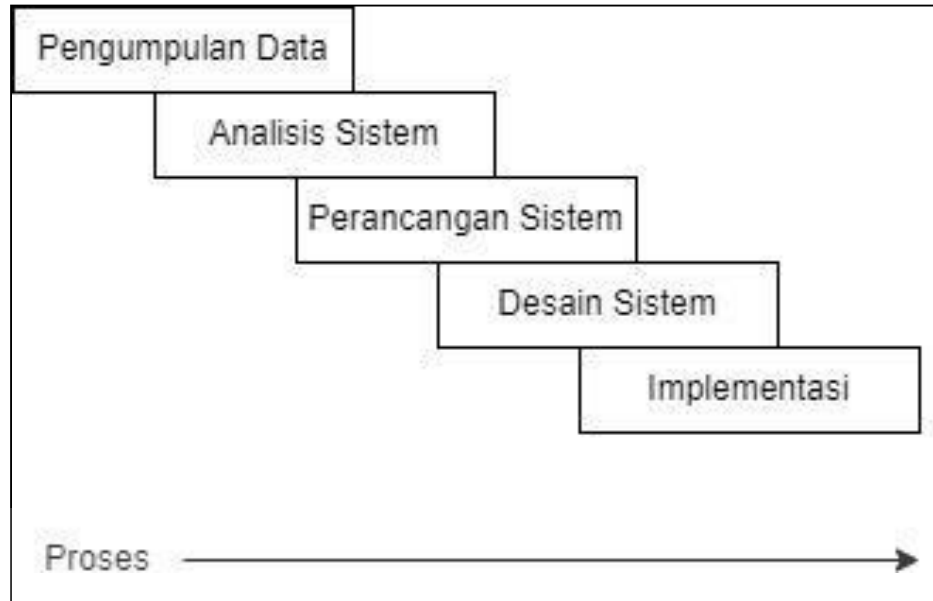 Pengumpulan Data
Analisis Sistem
Perancangan Sistem
Desain Sistem
Implementasi
Proses